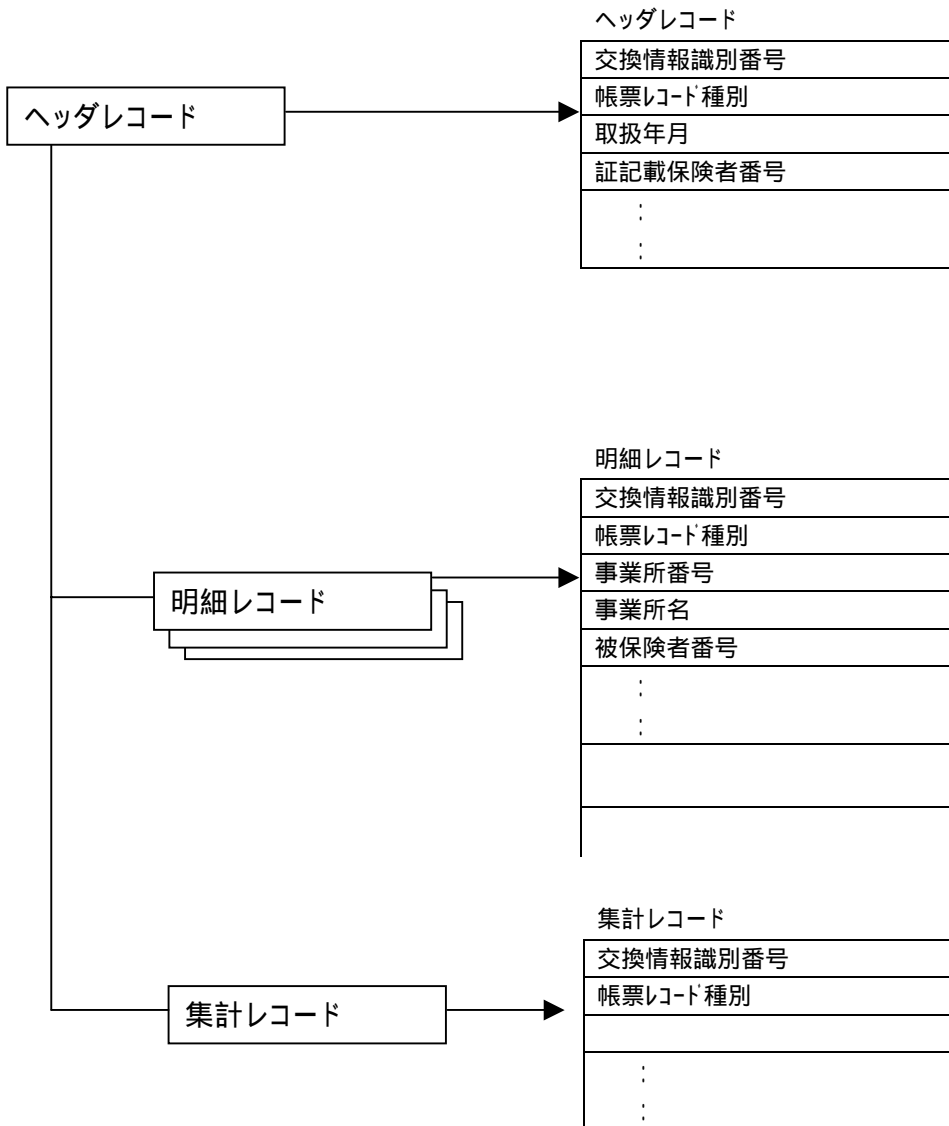 ヘッダレコード
ヘッダレコード
交換情報識別番号
帳票ﾚｺｰﾄﾞ種別
取扱年月
証記載保険者番号
:
:
明細レコード
明細レコード
交換情報識別番号
帳票ﾚｺｰﾄﾞ種別
事業所番号
事業所名
被保険者番号
:
:
集計レコード
集計レコード
交換情報識別番号
帳票ﾚｺｰﾄﾞ種別
:
: